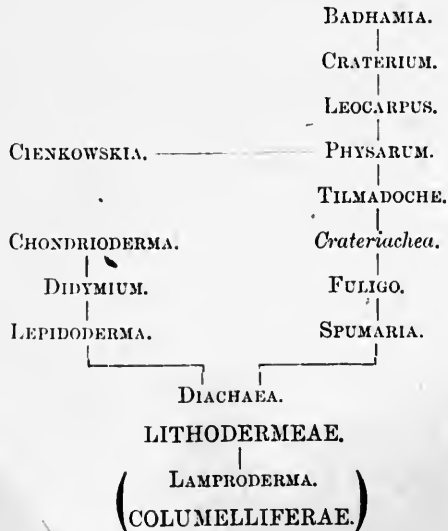 BADHAMIA.
CRATERIUM.
LEOCARPUS.
CIENKOWSKIA. PHYSARUM.
TILMADOCHE.
CHONDRIODERMA. Crateriachea.
DIDYMIUM. FULIGO.
LEPIDODERMA. SPUMARIA.
DIACHAEA.
LITHODERMEAE.
LAMPRODERMA.
(COLUMELLIFERAE.)